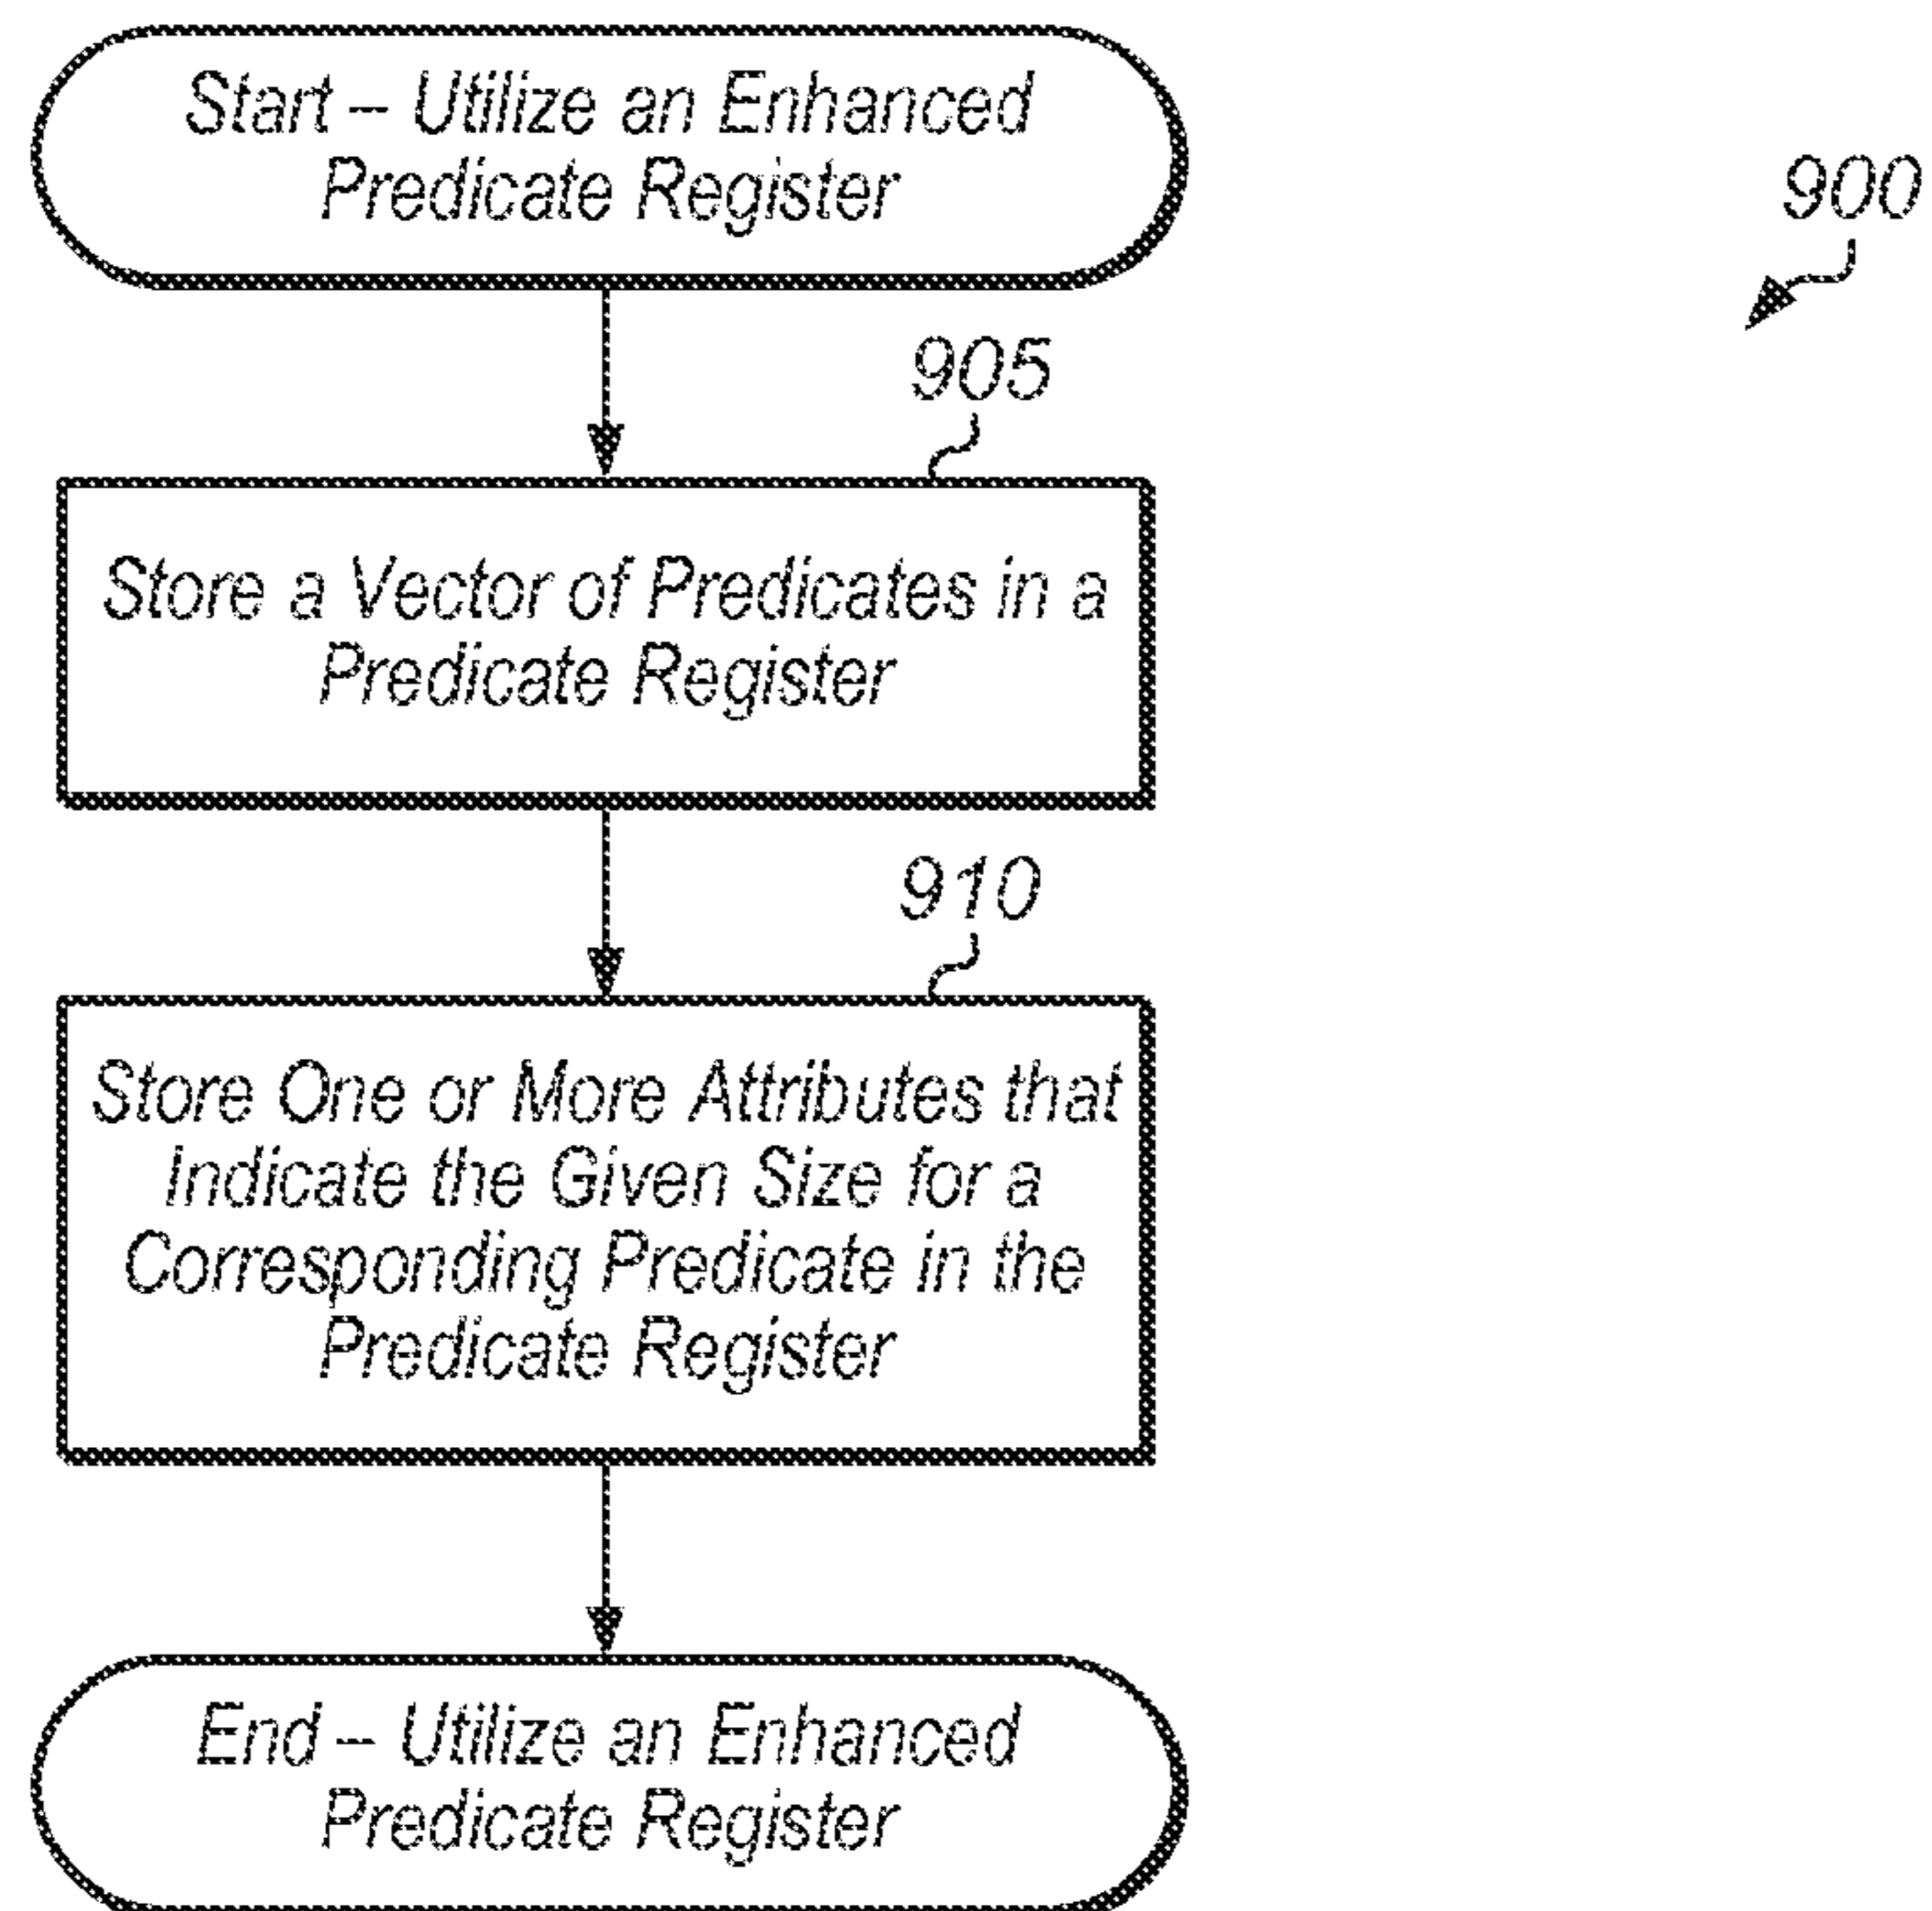 Start – Utilize an Enhanced
Predicate Register
900
905
Store a Vector of Predicates in a
Predicate Register
910
Store One or More Attributes that
Indicate the Given Size for a
Corresponding Predicate in the
Predicate Register
End – Utilize an Enhanced
Predicate Register